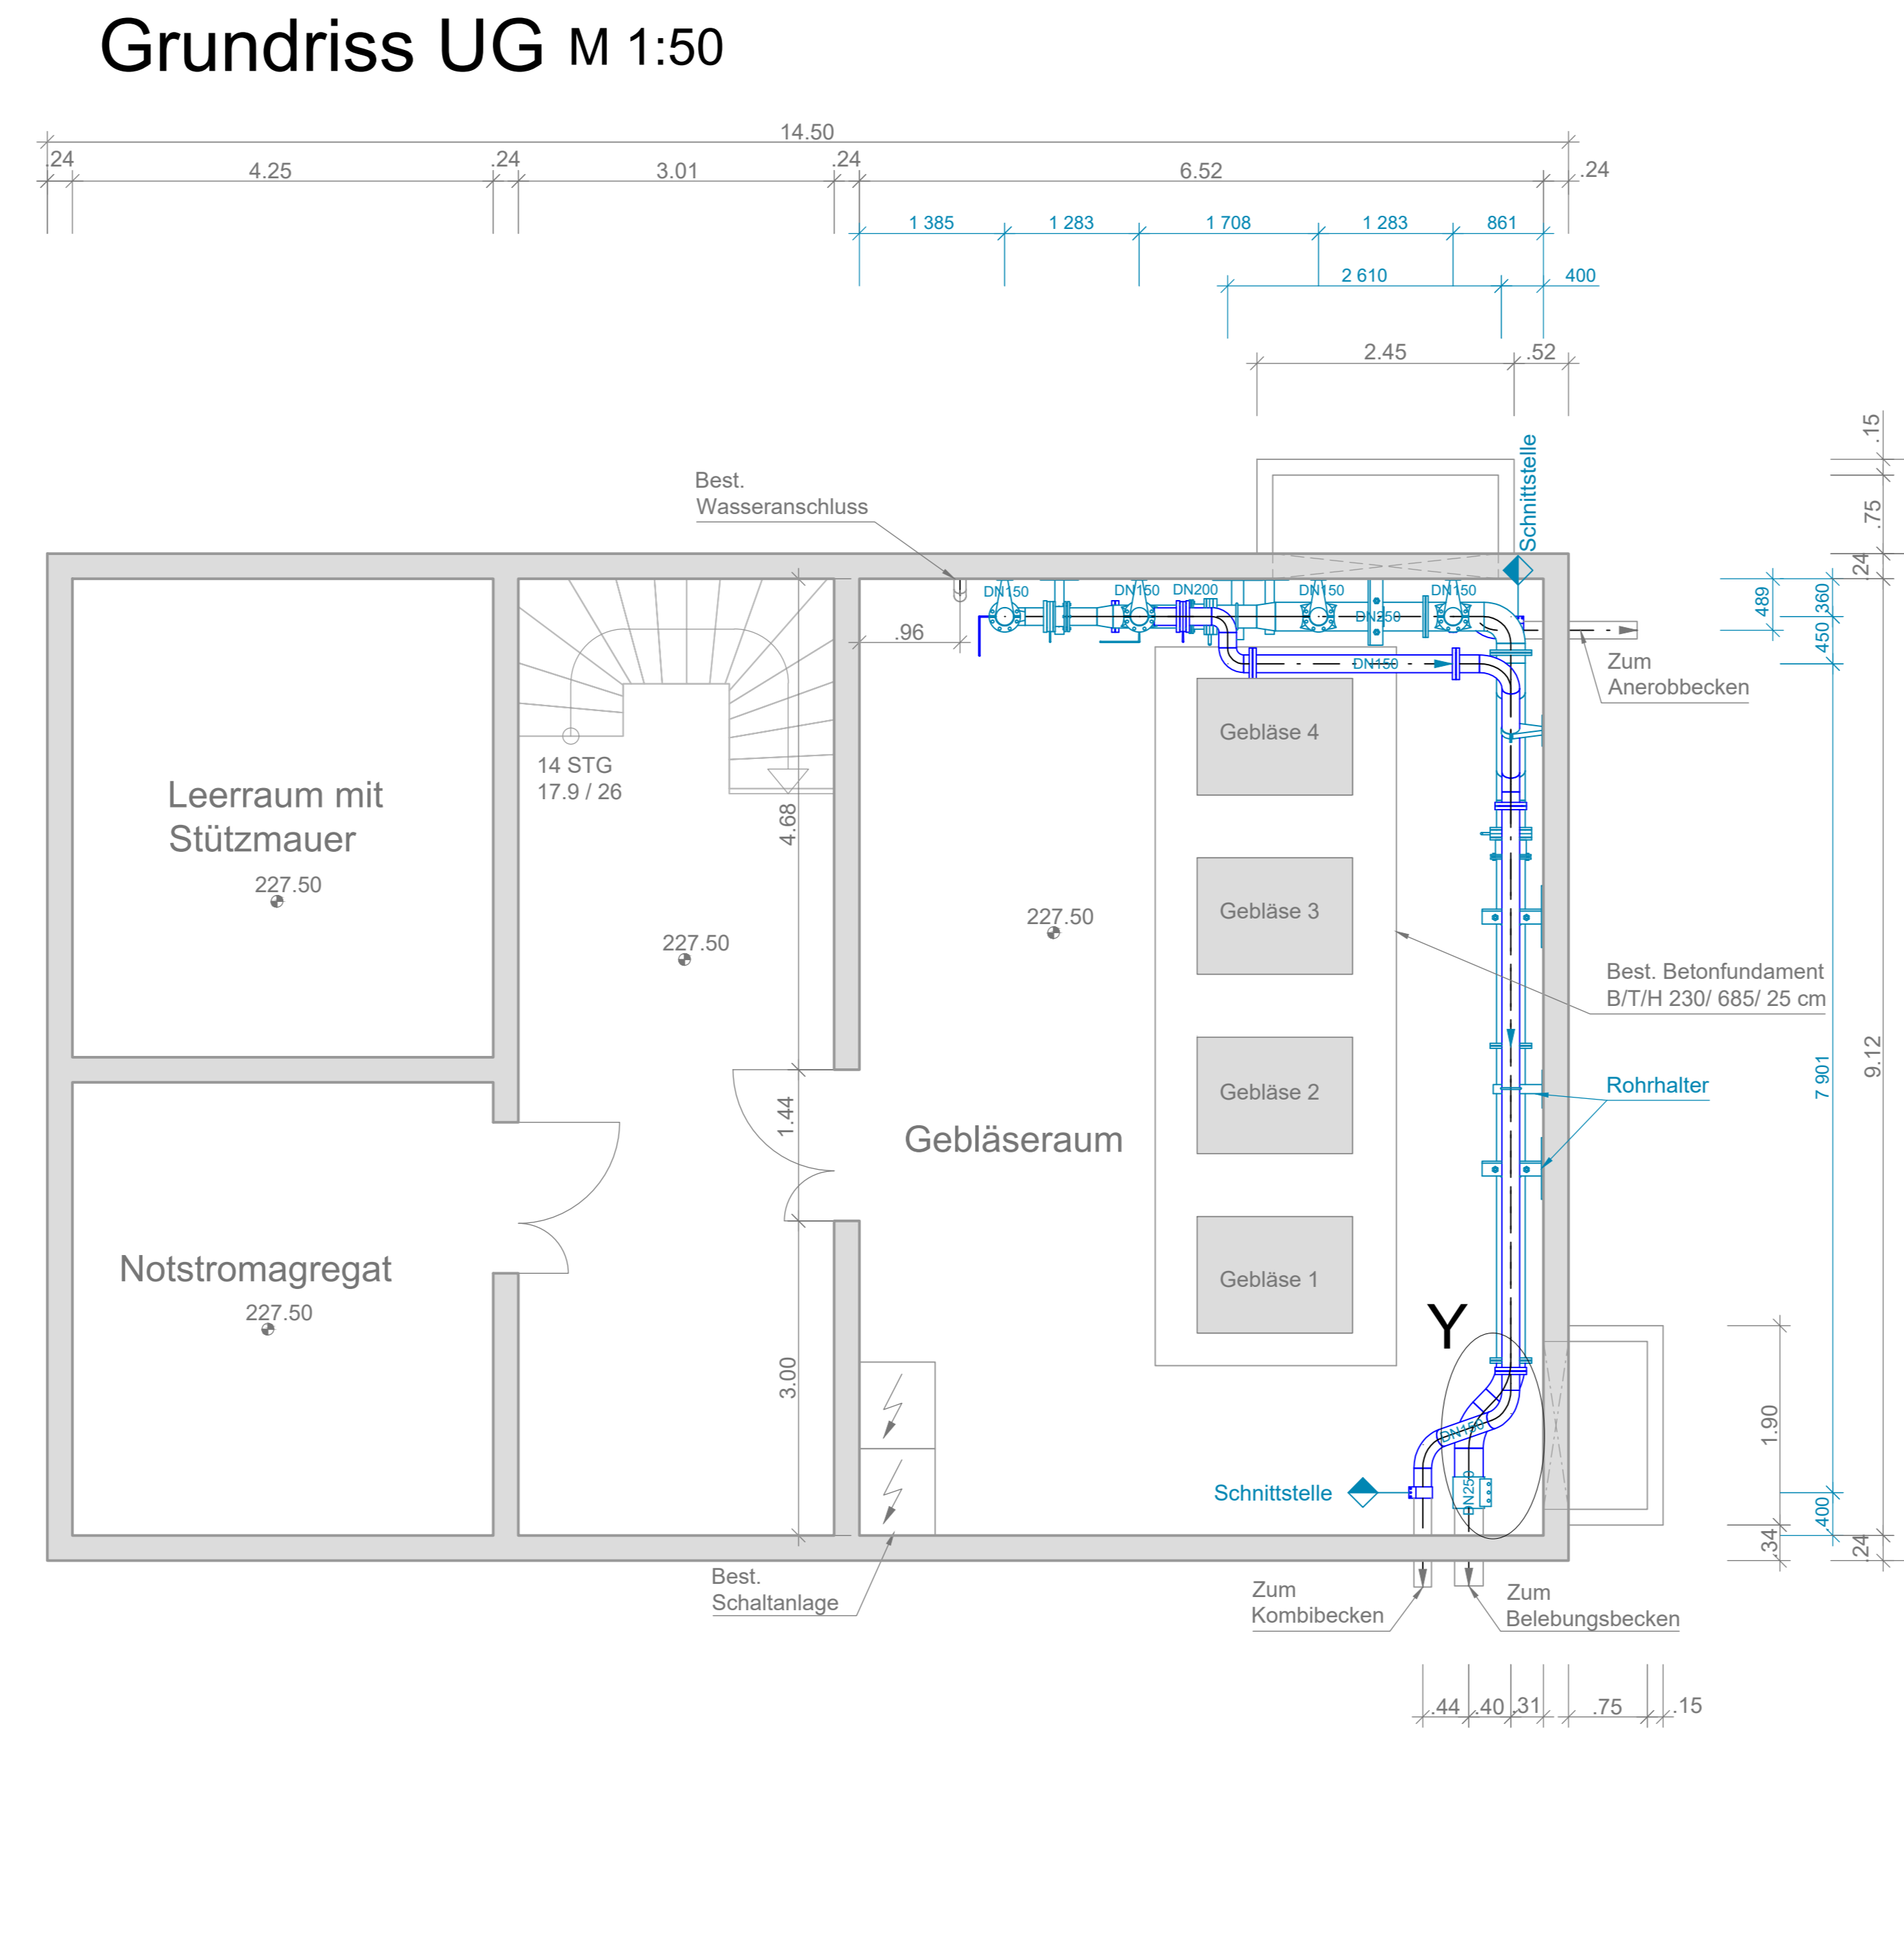 Grundriss UG M 1:50
14.50
.24
4.25
.24
3.01
.24
6.52
.24
1 385
1 283
1 708
1 283
861
2 610
400
2.45
.52
.15
.75
.24
Schnittstelle
Best.
Wasseranschluss
DN150
DN150
DN200
DN150
DN150
DN250
DN150
.96
489
360
450
Zum
Anerobbecken
Gebläse 4
14 STG
17.9 / 26
4.68
Leerraum mit
Stützmauer
227.50
227.50
227.50
Gebläse 3
Best. Betonfundament
B/T/H 230/ 685/ 25 cm
9.12
7 901
Rohrhalter
Gebläse 2
1.44
Gebläseraum
Notstromagregat
227.50
Gebläse 1
Y
3.00
1.90
DN150
DN250
Schnittstelle
400
.34
.24
Best.
Schaltanlage
Zum
Kombibecken
Zum
Belebungsbecken
.44
.40
.31
.75
.15